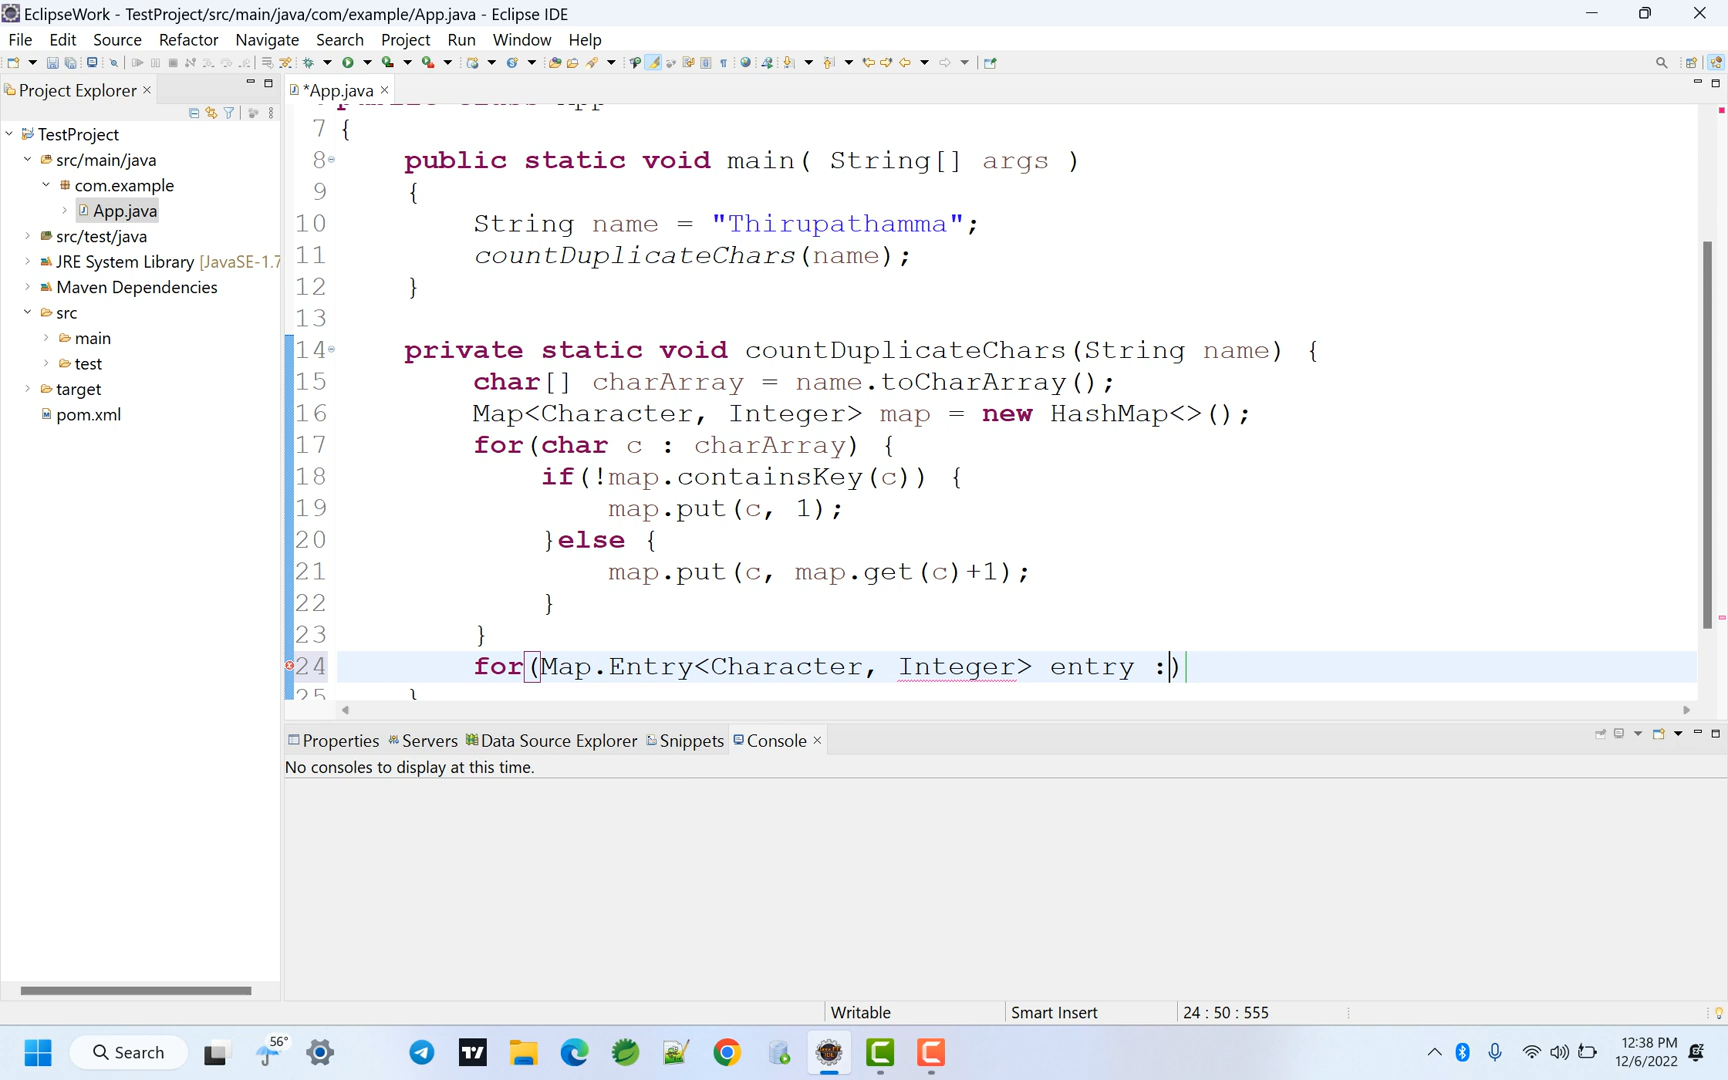 EclipseWork - TestProject/src/main/java/com/example/App.java - Eclipse IDE
File Edit Source Refactor Navigate Search Project Run Window Help
Project Explorer
*App.java
TestProject
src/main/java
com.example
App.java
src/test/java
JRE System Library [JavaSE-1.7
Maven Dependencies
src
main
test
target
pom.xml
public class App
7 {
8 public static void main( String[] args )
9 {
10 String name = "Thirupathamma";
11 countDuplicateChars(name);
12 }
13
14 private static void countDuplicateChars(String name) {
15 char[] charArray = name.toCharArray();
16 Map<Character, Integer> map = new HashMap<>();
17 for(char c : charArray) {
18 if(!map.containsKey(c)) {
19 map.put(c, 1);
20 }else {
21 map.put(c, map.get(c)+1);
22 }
23 }
24 for(Map.Entry<Character, Integer> entry :)
25 }
Properties Servers Data Source Explorer Snippets Console
No consoles to display at this time.
Writable Smart Insert 24 : 50 : 555
Search
56°
12:38 PM
12/6/2022